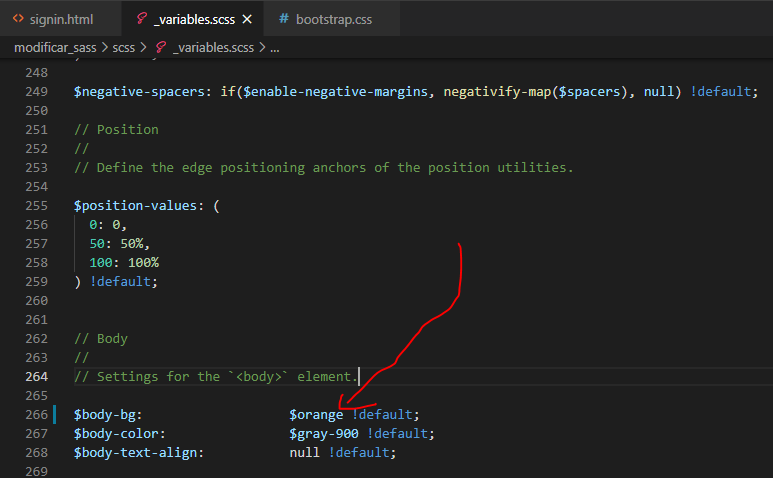 signin.html _variables.scss bootstrap.css
modificar_sass > scss > _variables.scss > ...
248
249 $negative-spacers: if($enable-negative-margins, negativify-map($spacers), null) !default;
250
251 // Position
252 //
253 // Define the edge positioning anchors of the position utilities.
254
255 $position-values: (
256 0: 0,
257 50: 50%,
258 100: 100%
259 ) !default;
260
261
262 // Body
263 //
264 // Settings for the `<body>` element.
265
266 $body-bg: $orange !default;
267 $body-color: $gray-900 !default;
268 $body-text-align: null !default;
269